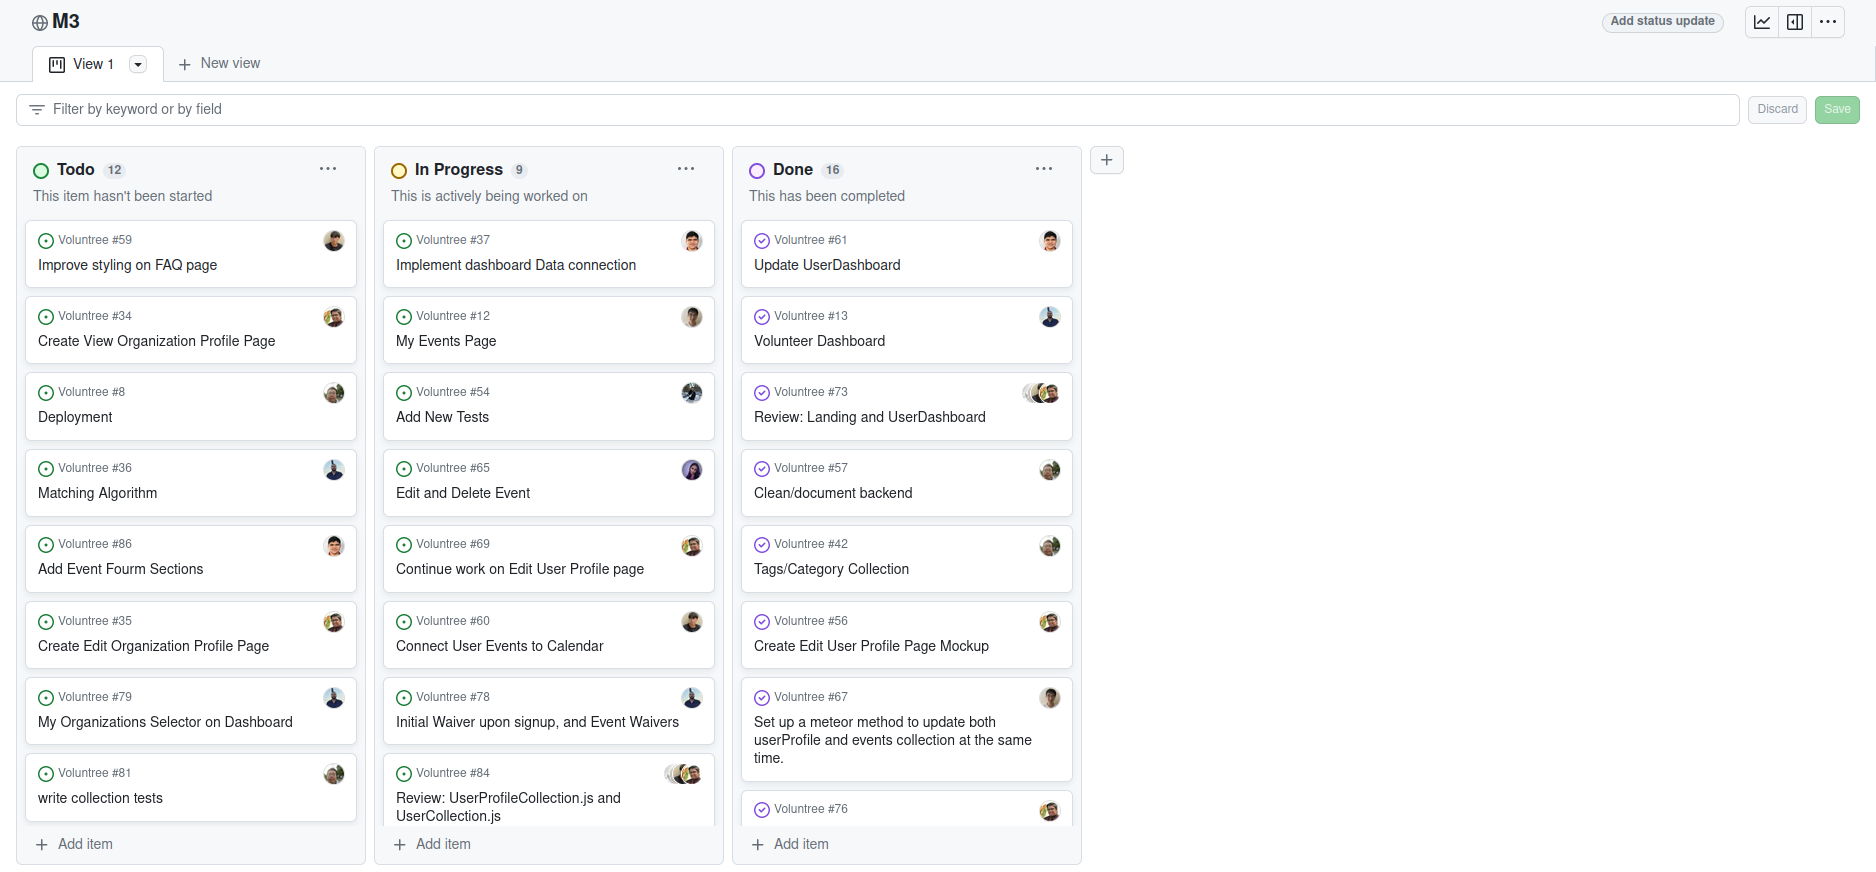 M3
Add status update
View 1
New view
Filter by keyword or by field
Discard
Save
Todo 12
This item hasn't been started
Voluntree #59
Improve styling on FAQ page
Voluntree #34
Create View Organization Profile Page
Voluntree #8
Deployment
Voluntree #36
Matching Algorithm
Voluntree #86
Add Event Fourm Sections
Voluntree #35
Create Edit Organization Profile Page
Voluntree #79
My Organizations Selector on Dashboard
Voluntree #81
write collection tests
Add item
In Progress 9
This is actively being worked on
Voluntree #37
Implement dashboard Data connection
Voluntree #12
My Events Page
Voluntree #54
Add New Tests
Voluntree #65
Edit and Delete Event
Voluntree #69
Continue work on Edit User Profile page
Voluntree #60
Connect User Events to Calendar
Voluntree #78
Initial Waiver upon signup, and Event Waivers
Voluntree #84
Review: UserProfileCollection.js and
UserCollection.js
Add item
Done 16
This has been completed
Voluntree #61
Update UserDashboard
Voluntree #13
Volunteer Dashboard
Voluntree #73
Review: Landing and UserDashboard
Voluntree #57
Clean/document backend
Voluntree #42
Tags/Category Collection
Voluntree #56
Create Edit User Profile Page Mockup
Voluntree #67
Set up a meteor method to update both
userProfile and events collection at the same
time.
Voluntree #76
Add item